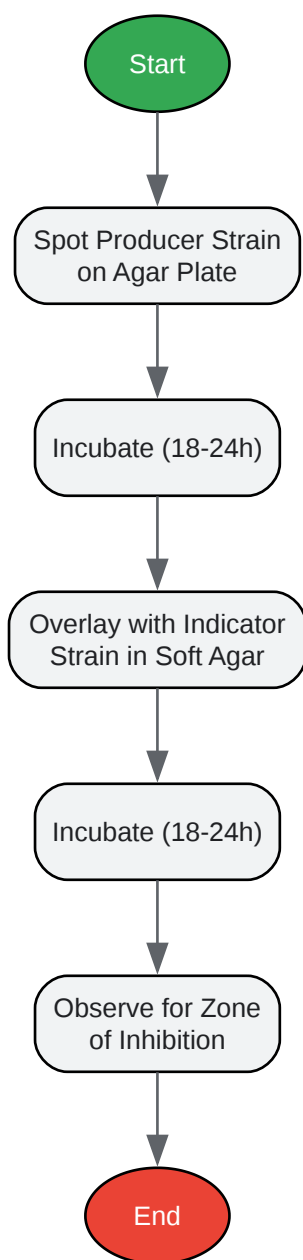 Start
Spot Producer Strain
on Agar Plate
Incubate (18-24h)
Overlay with Indicator
Strain in Soft Agar
Incubate (18-24h)
Observe for Zone
of Inhibition
End